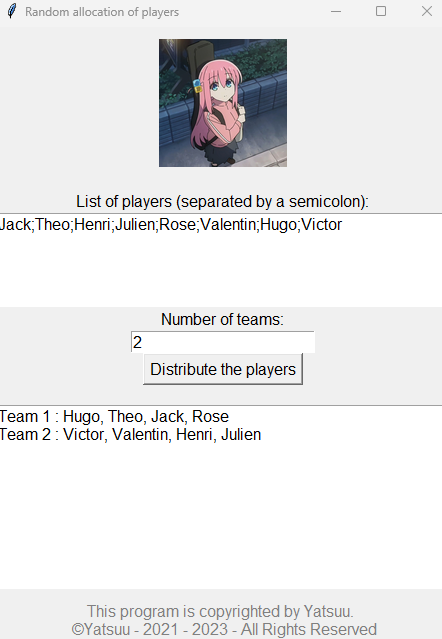 Random allocation of players
List of players (separated by a semicolon):
Jack;Theo;Henri;Julien;Rose;Valentin;Hugo;Victor
Number of teams:
2
Distribute the players
Team 1 : Hugo, Theo, Jack, Rose
Team 2 : Victor, Valentin, Henri, Julien
This program is copyrighted by Yatsuu.
©Yatsuu - 2021 - 2023 - All Rights Reserved